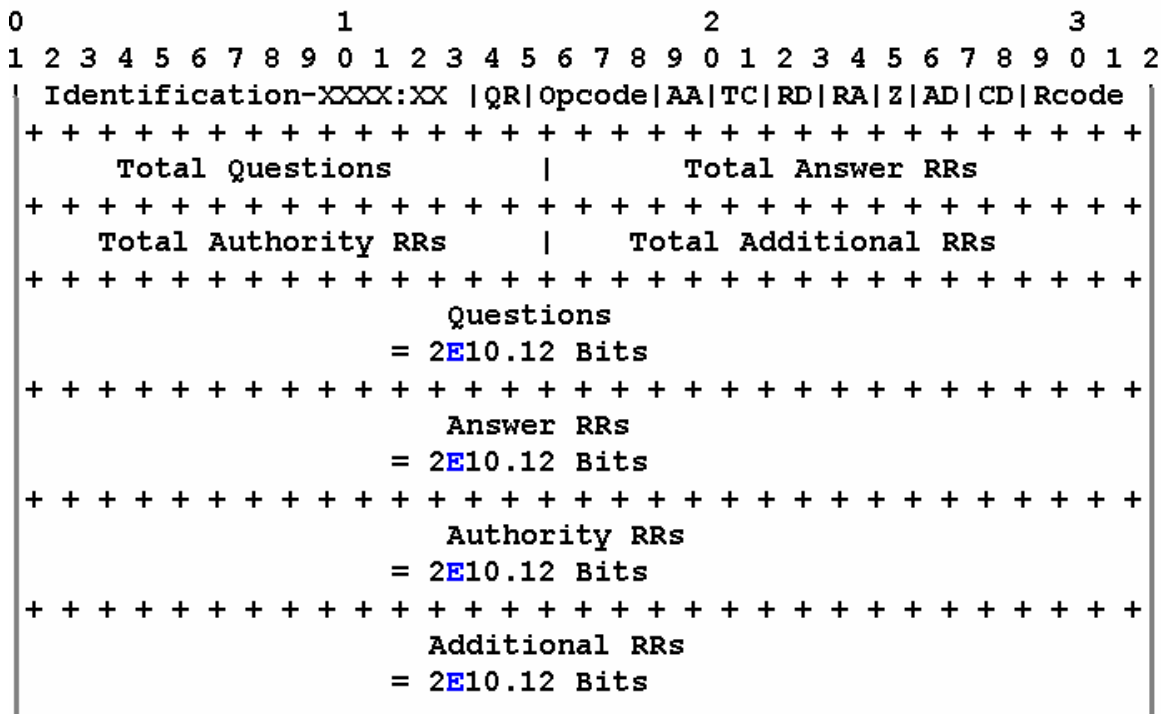 0 1 2 3
1 2 3 4 5 6 7 8 9 0 1 2 3 4 5 6 7 8 9 0 1 2 3 4 5 6 7 8 9 0 1 2
| Identification-XXXX:XX |QR|Opcode|AA|TC|RD|RA|Z|AD|CD|Rcode
+ + + + + + + + + + + + + + + + + + + + + + + + + + + + + + +
Total Questions | Total Answer RRs
+ + + + + + + + + + + + + + + + + + + + + + + + + + + + + + +
Total Authority RRs | Total Additional RRs
+ + + + + + + + + + + + + + + + + + + + + + + + + + + + + + +
Questions
= 2E10.12 Bits
+ + + + + + + + + + + + + + + + + + + + + + + + + + + + + + +
Answer RRs
= 2E10.12 Bits
+ + + + + + + + + + + + + + + + + + + + + + + + + + + + + + +
Authority RRs
= 2E10.12 Bits
+ + + + + + + + + + + + + + + + + + + + + + + + + + + + + + +
Additional RRs
= 2E10.12 Bits